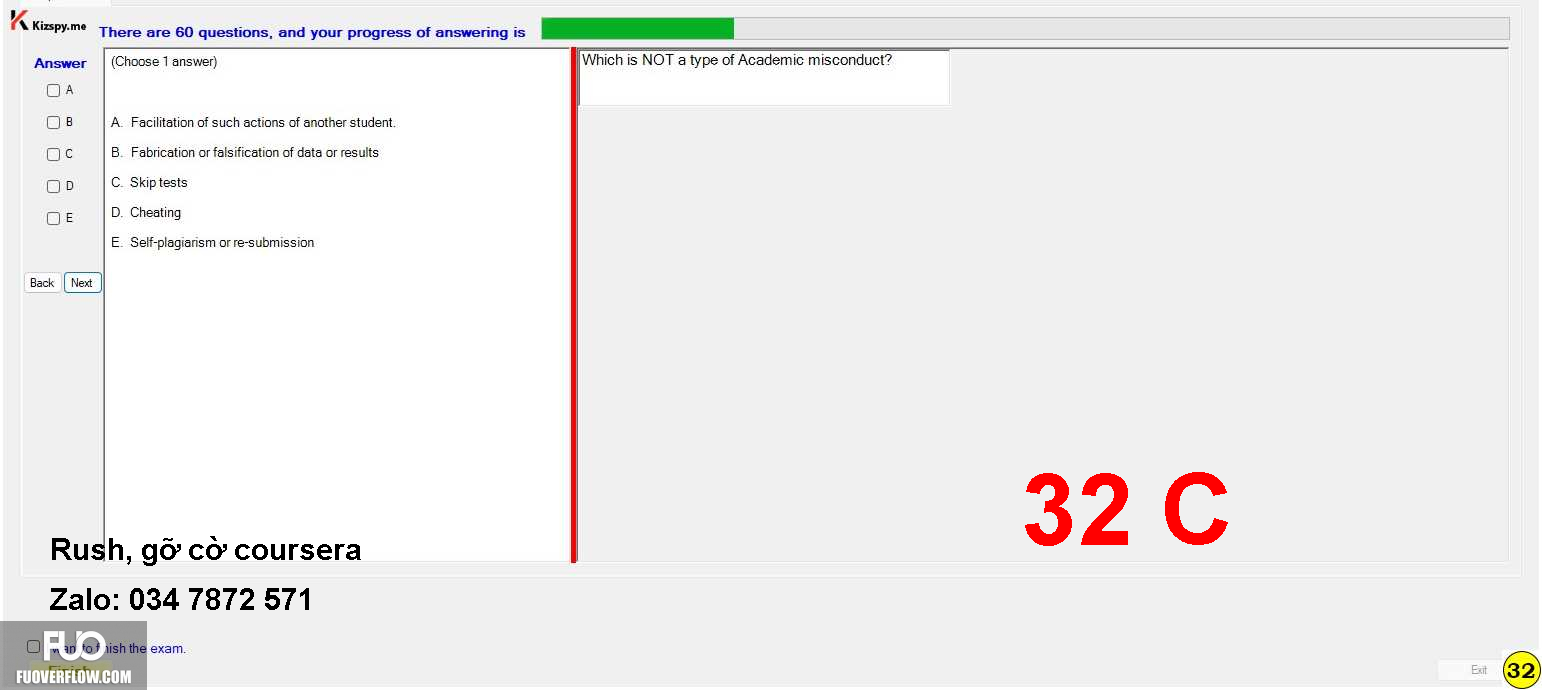 Kizspy.me
There are 60 questions, and your progress of answering is
Answer
A
B
C
D
E
Back Next
(Choose 1 answer)
A. Facilitation of such actions of another student.
B. Fabrication or falsification of data or results
C. Skip tests
D. Cheating
E. Self-plagiarism or re-submission
Which is NOT a type of Academic misconduct?
32 C
Rush, gỡ cờ coursera
Zalo: 034 7872 571
want to finish the exam.
Finish
FUO
FUOVERFLOW.COM
Exit
32